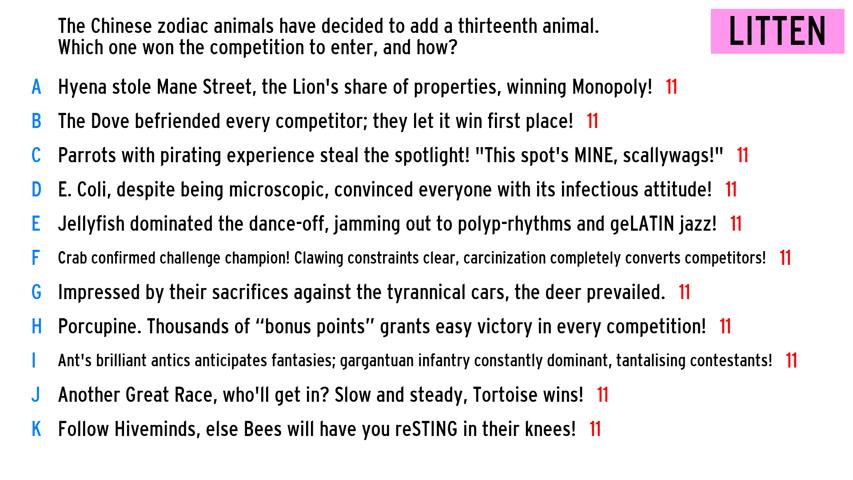 The Chinese zodiac animals have decided to add a thirteenth animal.
Which one won the competition to enter, and how?
LITTEN
A Hyena stole Mane Street, the Lion's share of properties, winning Monopoly! 11
B The Dove befriended every competitor; they let it win first place! 11
C Parrots with pirating experience steal the spotlight! "This spot's MINE, scallywags!" 11
D E. Coli, despite being microscopic, convinced everyone with its infectious attitude! 11
E Jellyfish dominated the dance-off, jamming out to polyp-rhythms and geLATIN jazz! 11
F Crab confirmed challenge champion! Clawing constraints clear, carcinization completely converts competitors! 11
G Impressed by their sacrifices against the tyrannical cars, the deer prevailed. 11
H Porcupine. Thousands of “bonus points” grants easy victory in every competition! 11
I Ant's brilliant antics anticipates fantasies; gargantuan infantry constantly dominant, tantalising contestants! 11
J Another Great Race, who'll get in? Slow and steady, Tortoise wins! 11
K Follow Hiveminds, else Bees will have you reSTING in their knees! 11